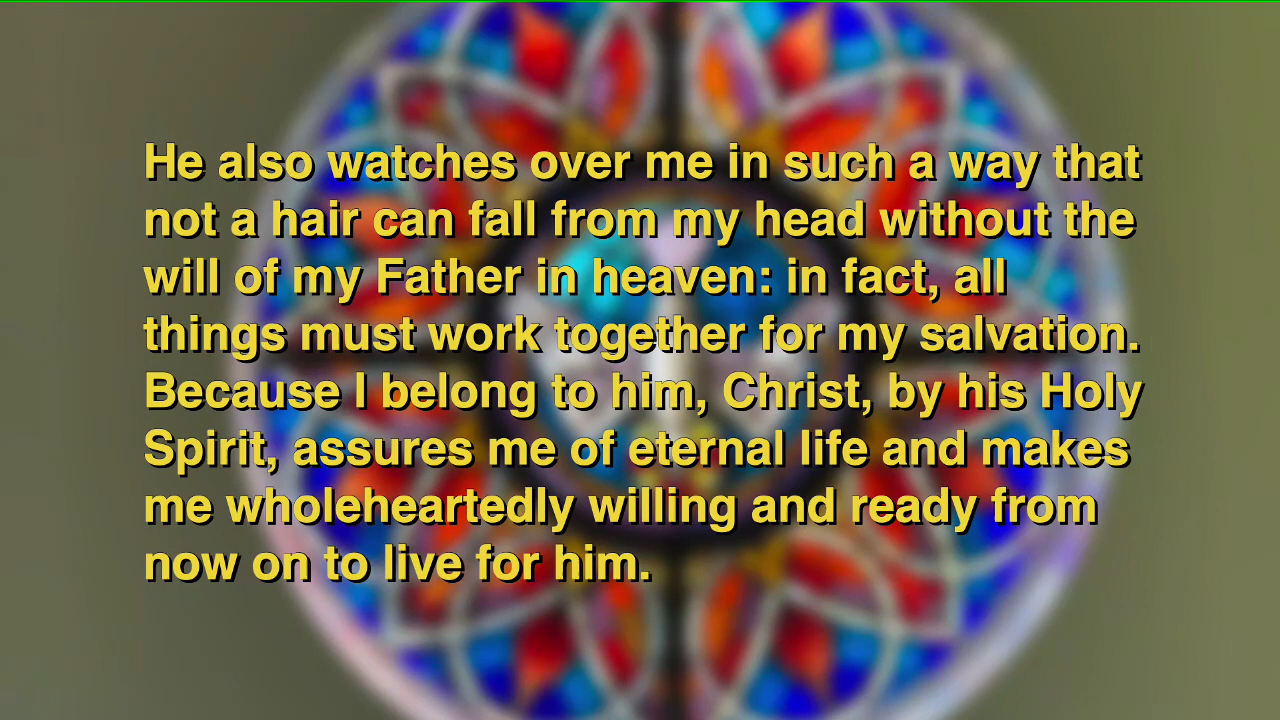 He also watches over me in such a way that
not a hair can fall from my head without the
will of my Father in heaven: in fact, all
things must work together for my salvation.
Because I belong to him, Christ, by his Holy
Spirit, assures me of eternal life and makes
me wholeheartedly willing and ready from
now on to live for him.